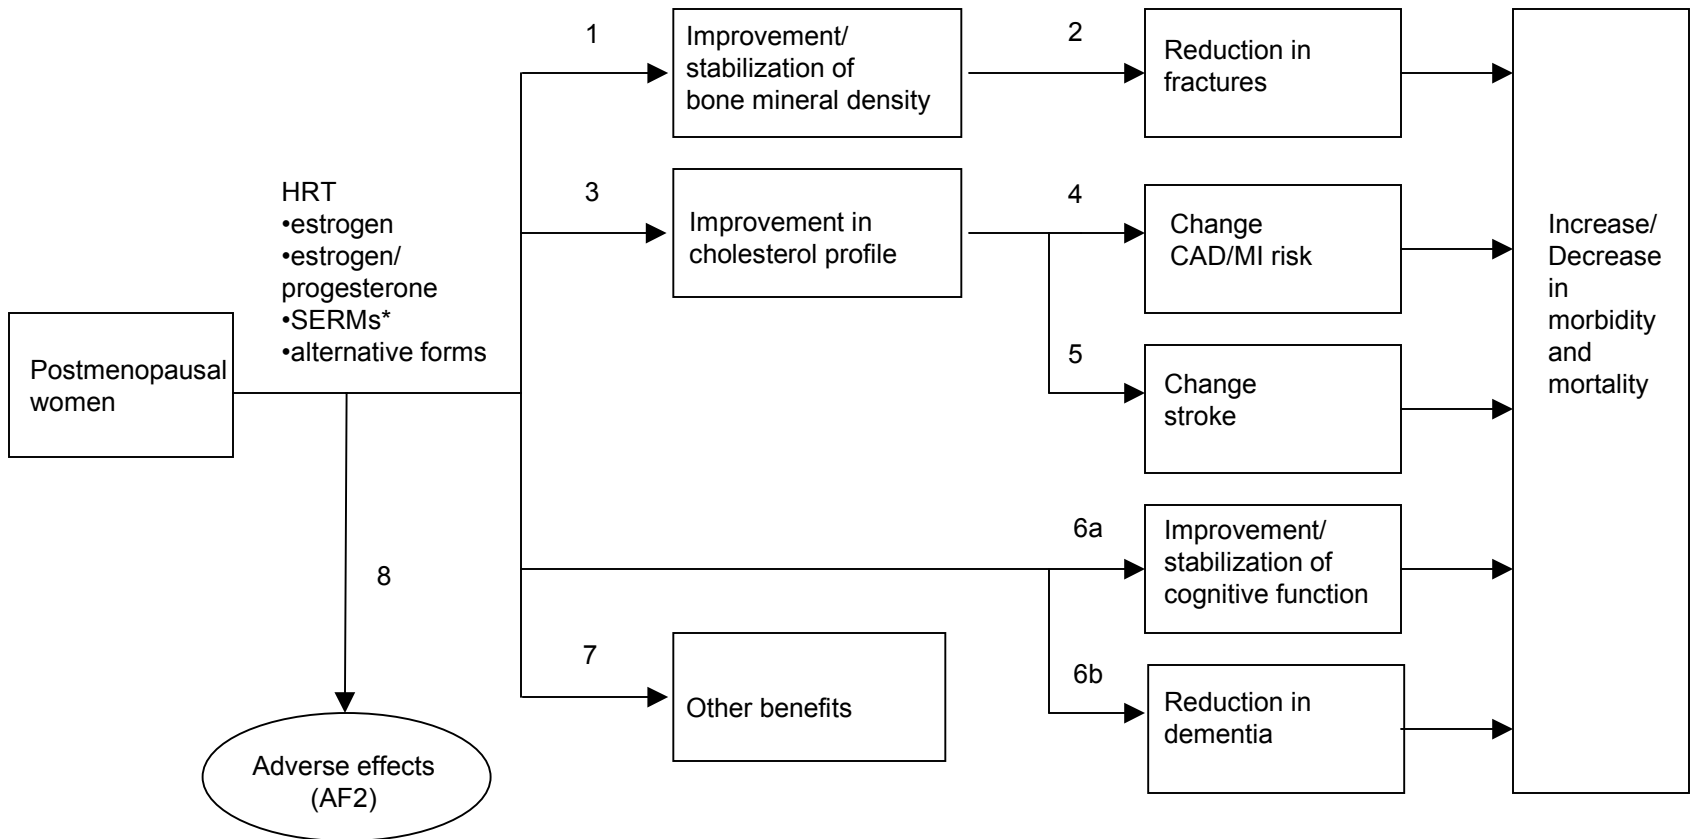 1
Improvement/
stabilization of
bone mineral density
2
Reduction in
fractures
HRT
•estrogen
•estrogen/
progesterone
•SERMs*
•alternative forms
3
Improvement in
cholesterol profile
4
Change
CAD/MI risk
Increase/
Decrease
in
morbidity
and
mortality
Postmenopausal
women
5
Change
stroke
6a
Improvement/
stabilization of
cognitive function
8
7
Other benefits
6b
Reduction in
dementia
Adverse effects
(AF2)